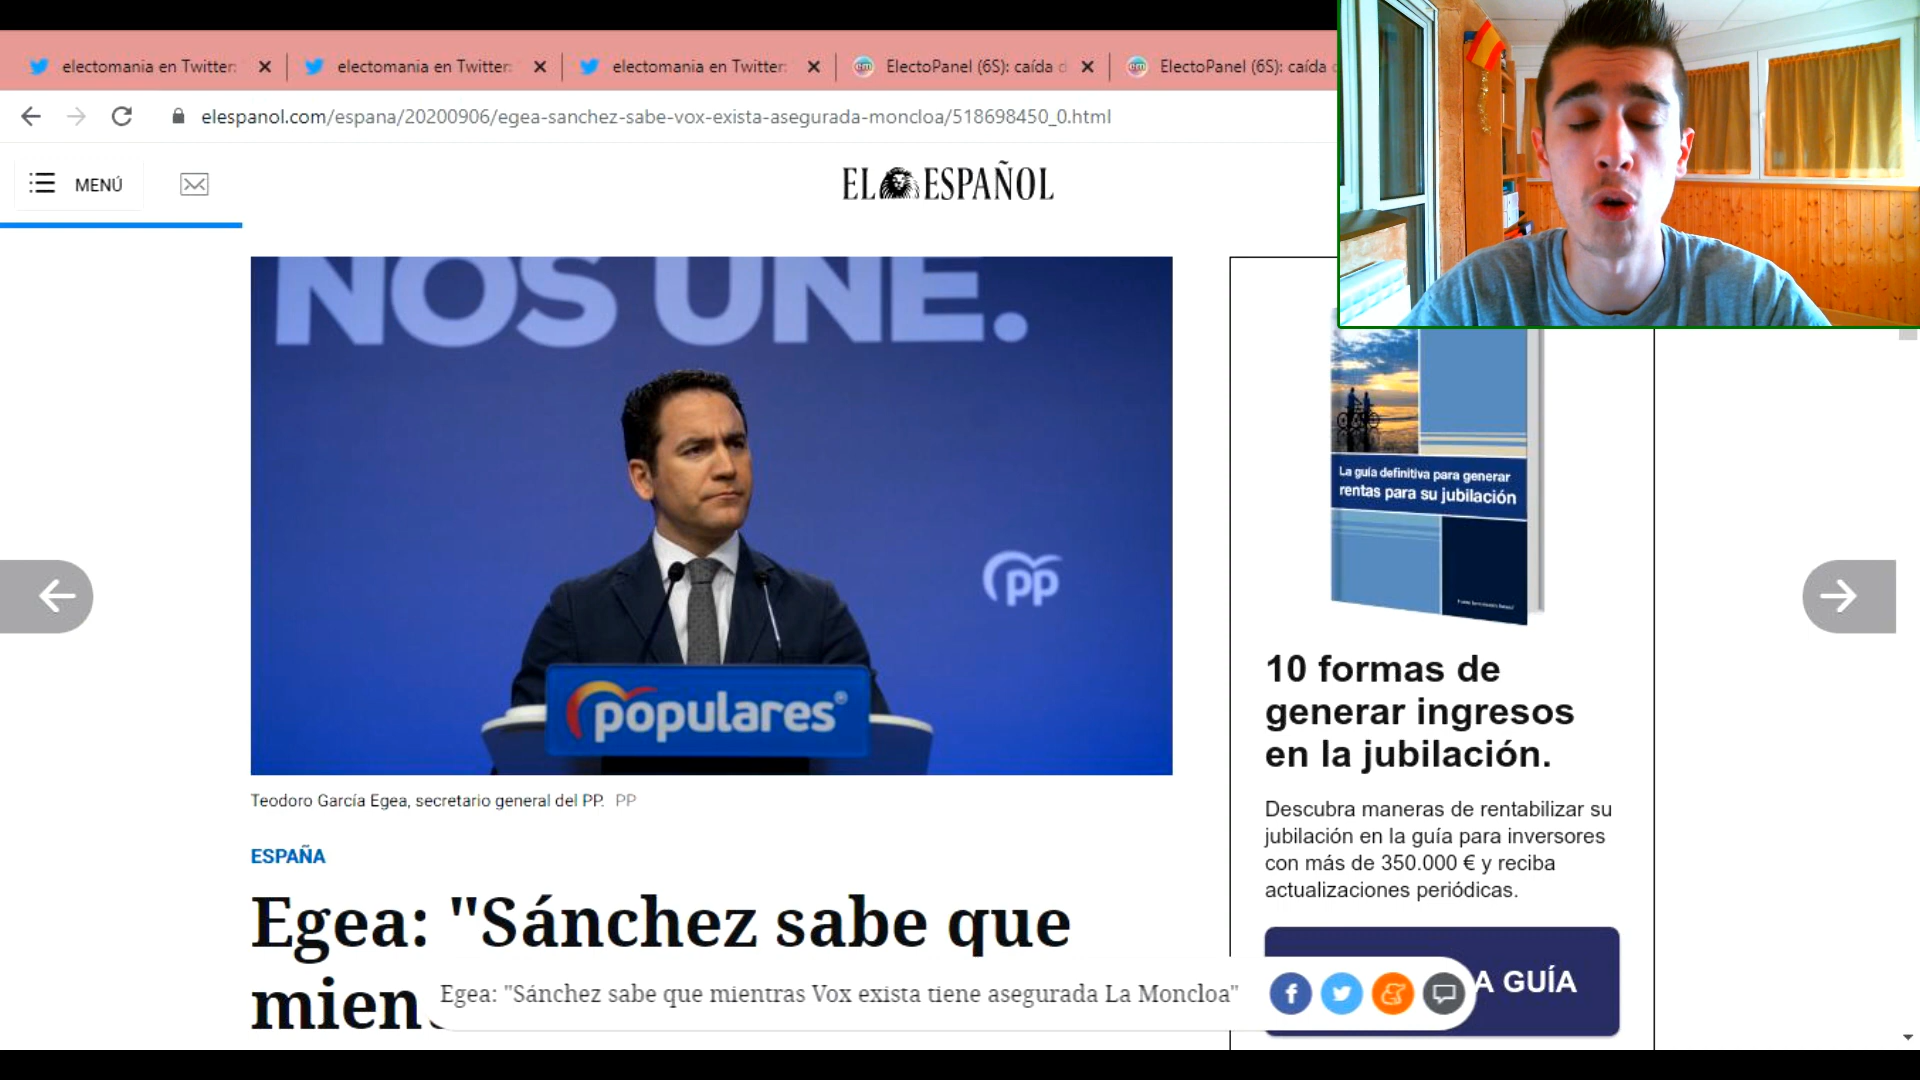 electomania en Twitter:
electomania en Twitter:
electomania en Twitter:
ElectoPanel (6S): caída
ElectoPanel (6S): caída
elespanol.com/espana/20200906/egea-sanchez-sabe-vox-exista-asegurada-moncloa/518698450_0.html
MENÚ
EL ESPAÑOL
NOS UNE.
pp
populares®
La guía definitiva para generar
rentas para su jubilación
10 formas de
generar ingresos
en la jubilación.
Descubra maneras de rentabilizar su
jubilación en la guía para inversores
con más de 350.000 € y reciba
actualizaciones periódicas.
A GUÍA
Teodoro García Egea, secretario general del PP. PP
ESPAÑA
Egea: "Sánchez sabe que
mien
Egea: "Sánchez sabe que mientras Vox exista tiene asegurada La Moncloa"